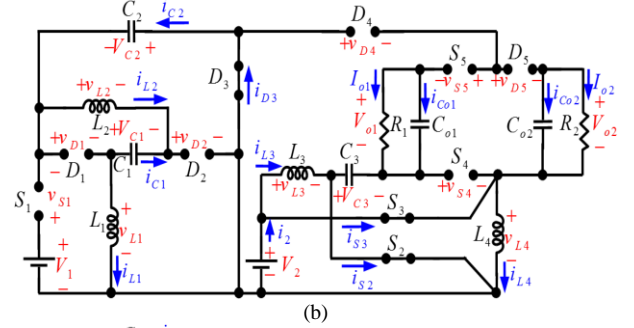 C2 iC2
−VC2+
D4
+vD4−
D3 iD3
S5 D5
−vS5+ +vD5−
Io1 iCo1 iCo2 Io2
+ Vo1 − R1 Co1 Co2 R2 + Vo2 −
iL2
+vL2−
L2
+VC1−
+vD1− +vD2−
D1 C1 iC1 D2
iL3 L3 C3 −
+vL3− +VC3
S4
+vS4−
S1 − vS1 +
L1 + vL1 − iL1
+ V1 −
i2
+ V2 −
S3
iS3
S2
iS2
L4 + vL4 − iL4
(b)